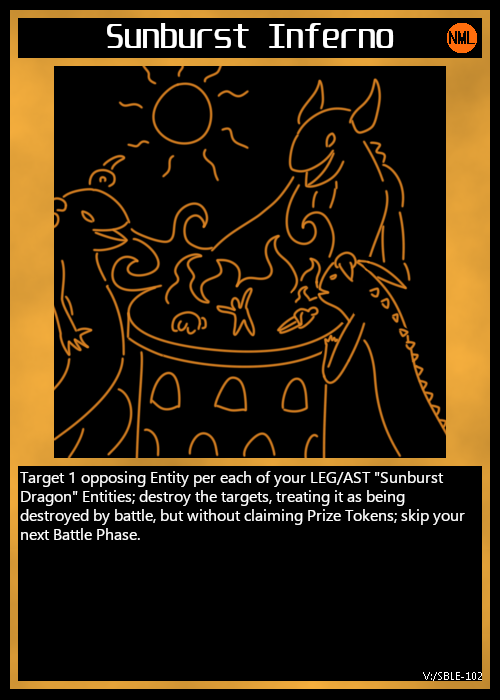 Sunburst Inferno
NML
Target 1 opposing Entity per each of your LEG/AST "Sunburst
Dragon" Entities; destroy the targets, treating it as being
destroyed by battle, but without claiming Prize Tokens; skip your
next Battle Phase.
V:/SBLE-102